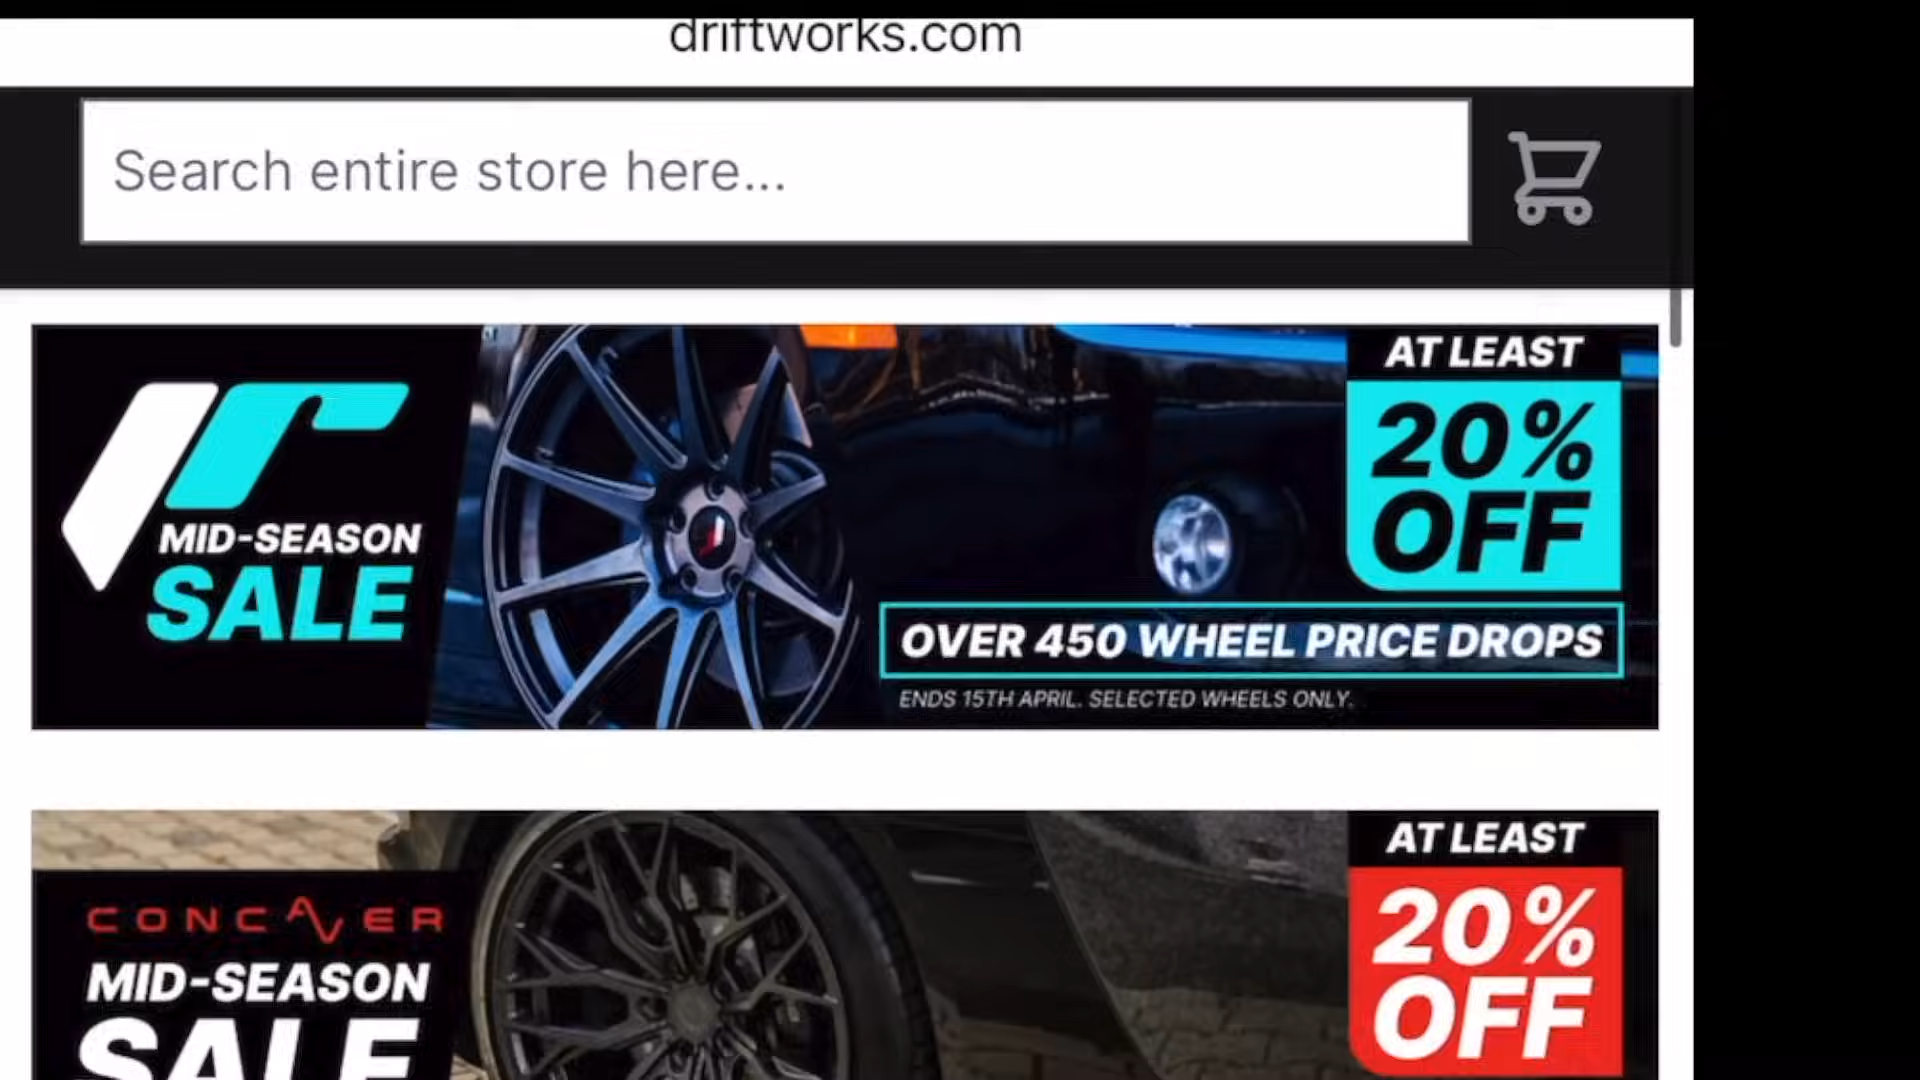 driftworks.com
Search entire store here...
MID-SEASON
SALE
AT LEAST
20%
OFF
OVER 450 WHEEL PRICE DROPS
ENDS 15TH APRIL. SELECTED WHEELS ONLY.
CONCAVER
MID-SEASON
SALE
AT LEAST
20%
OFF